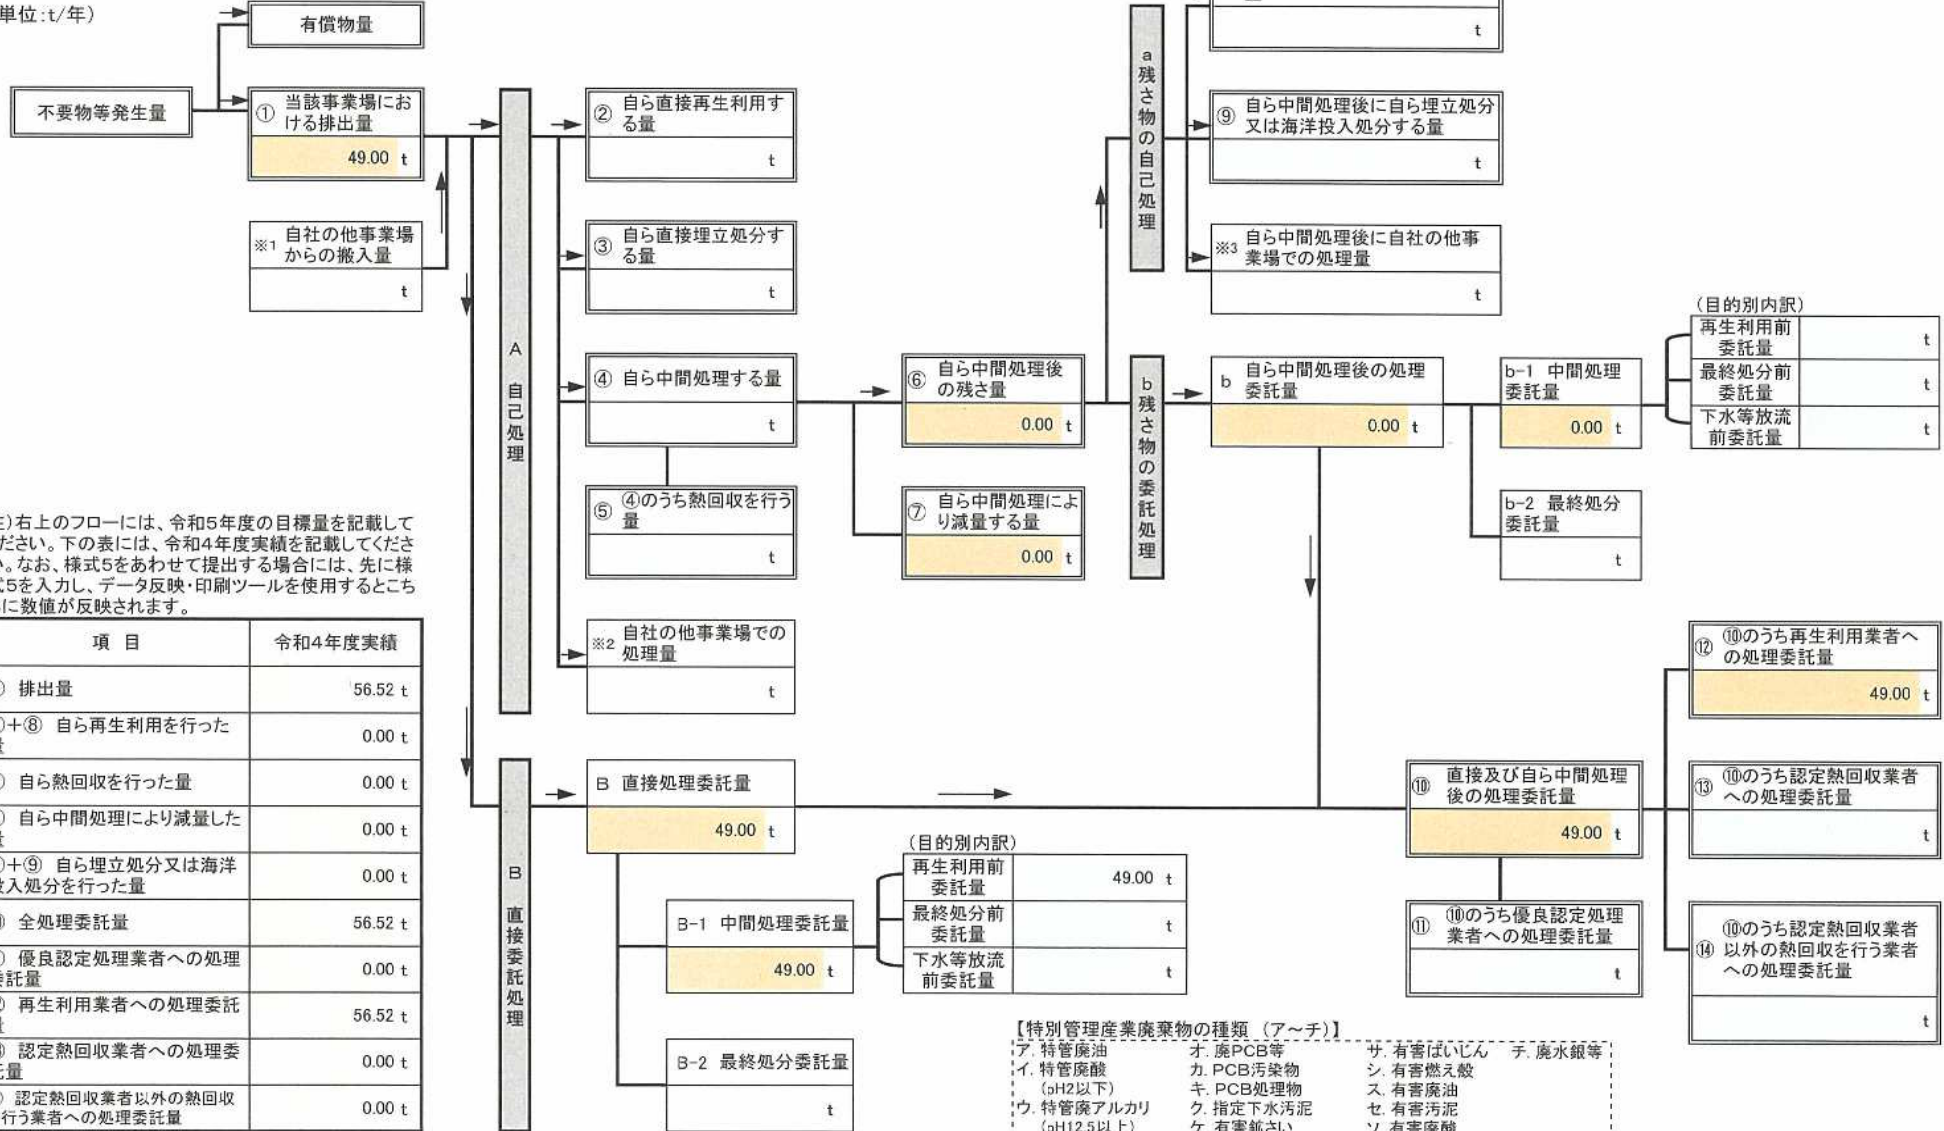 単位:t/年)
有償物量
不要物等発生量
① 当該事業場にお
ける排出量
49.00 t
※1 自社の他事業場
からの搬入量
t
A 自己処理
② 自ら直接再生利用す
る量
t
③ 自ら直接埋立処分す
る量
t
④ 自ら中間処理する量
t
⑤ ④のうち熱回収を行う
量
t
※2 自社の他事業場での
処理量
t
⑥ 自ら中間処理後
の残さ量
0.00 t
⑦ 自ら中間処理によ
り減量する量
0.00 t
a 残さ物の自己処理
t
⑨ 自ら中間処理後に自ら埋立処分
又は海洋投入処分する量
t
※3 自ら中間処理後に自社の他事
業場での処理量
t
b 残さ物の委託処理
b 自ら中間処理後の処理
委託量
0.00 t
b-1 中間処理
委託量
0.00 t
(目的別内訳)
再生利用前
委託量
t
最終処分前
委託量
t
下水等放流
前委託量
t
b-2 最終処分
委託量
t
)右上のフローには、令和5年度の目標量を記載して
ださい。下の表には、令和4年度実績を記載してくださ
。なお、様式5をあわせて提出する場合には、先に様
5を入力し、データ反映・印刷ツールを使用するとこち
に数値が反映されます。
項 目 令和4年度実績
排出量 56.52 t
+⑧ 自ら再生利用を行った
0.00 t
自ら熱回収を行った量 0.00 t
自ら中間処理により減量した
0.00 t
+⑨ 自ら埋立処分又は海洋
入処分を行った量 0.00 t
全処理委託量 56.52 t
優良認定処理業者への処理
託量 0.00 t
再生利用業者への処理委託
56.52 t
認定熱回収業者への処理委
量 0.00 t
認定熱回収業者以外の熱回収
行う業者への処理委託量 0.00 t
B 直接委託処理
B 直接処理委託量
49.00 t
B-1 中間処理委託量
49.00 t
(目的別内訳)
再生利用前
委託量
49.00 t
最終処分前
委託量
t
下水等放流
前委託量
t
B-2 最終処分委託量
t
⑩ 直接及び自ら中間処理
後の処理委託量
49.00 t
⑪ ⑩のうち優良認定処理
業者への処理委託量
t
⑫ ⑩のうち再生利用業者へ
の処理委託量
49.00 t
⑬ ⑩のうち認定熱回収業者
への処理委託量
t
⑭ ⑩のうち認定熱回収業者
以外の熱回収を行う業者
への処理委託量
t
【特別管理産業廃棄物の種類 (ア～チ)】
ア. 特管廃油 オ. 廃PCB等 サ. 有害ばいじん チ. 廃水銀等
イ. 特管廃酸 カ. PCB汚染物 シ. 有害燃え殻
(pH2以下) キ. PCB処理物 ス. 有害廃油
ウ. 特管廃アルカリ ク. 指定下水汚泥 セ. 有害汚泥
(pH12.5以上) ケ. 有害鉱さい ソ. 有害廃酸